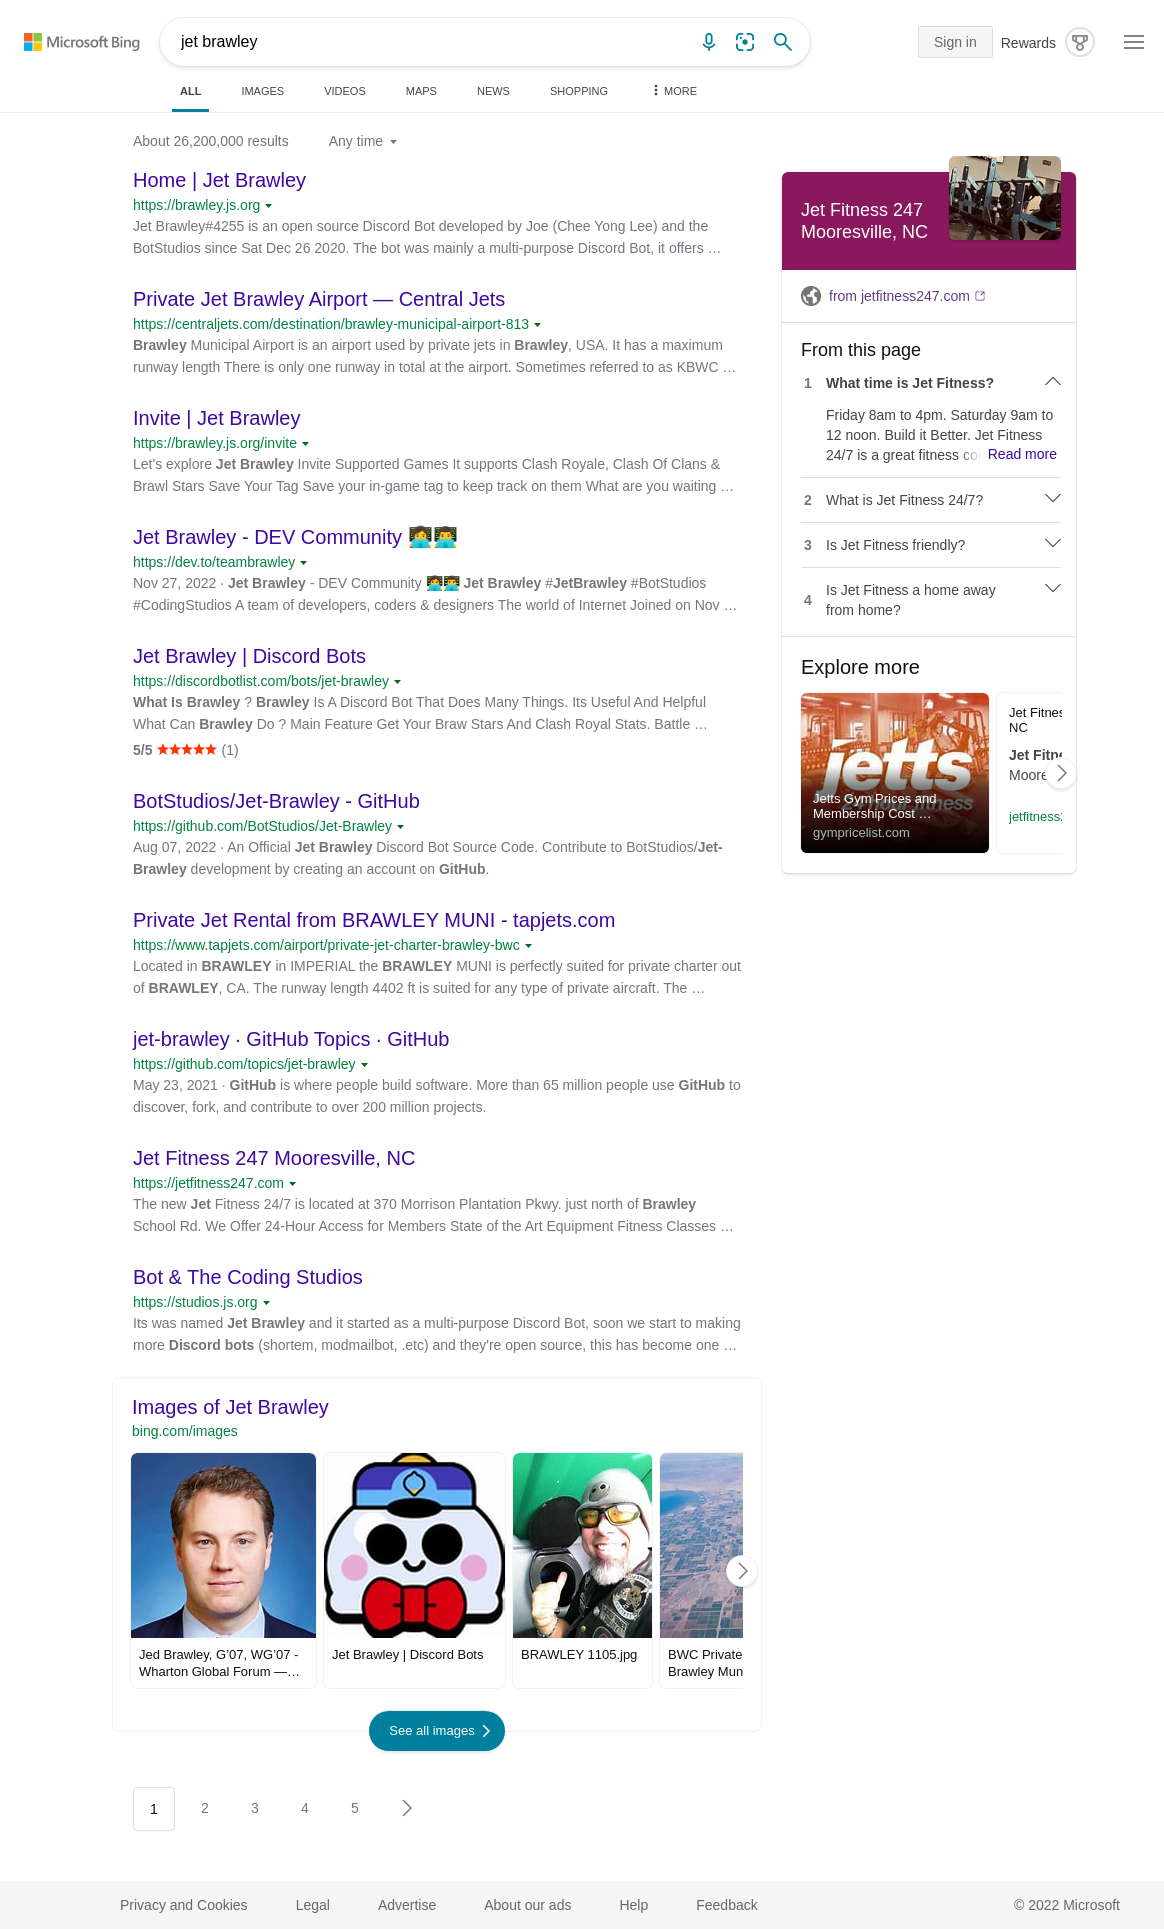 Microsoft Bing
jet brawley
Sign in
Rewards
ALL
IMAGES
VIDEOS
MAPS
NEWS
SHOPPING
MORE
About 26,200,000 results
Any time
Home | Jet Brawley
https://brawley.js.org
Jet Brawley#4255 is an open source Discord Bot developed by Joe (Chee Yong Lee) and the
BotStudios since Sat Dec 26 2020. The bot was mainly a multi-purpose Discord Bot, it offers …
Private Jet Brawley Airport — Central Jets
https://centraljets.com/destination/brawley-municipal-airport-813
Brawley Municipal Airport is an airport used by private jets in Brawley, USA. It has a maximum
runway length There is only one runway in total at the airport. Sometimes referred to as KBWC …
Invite | Jet Brawley
https://brawley.js.org/invite
Let's explore Jet Brawley Invite Supported Games It supports Clash Royale, Clash Of Clans &
Brawl Stars Save Your Tag Save your in-game tag to keep track on them What are you waiting …
Jet Brawley - DEV Community 👩‍💻👨‍💻
https://dev.to/teambrawley
Nov 27, 2022 · Jet Brawley - DEV Community 👩‍💻👨‍💻 Jet Brawley #JetBrawley #BotStudios
#CodingStudios A team of developers, coders & designers The world of Internet Joined on Nov …
Jet Brawley | Discord Bots
https://discordbotlist.com/bots/jet-brawley
What Is Brawley ? Brawley Is A Discord Bot That Does Many Things. Its Useful And Helpful
What Can Brawley Do ? Main Feature Get Your Braw Stars And Clash Royal Stats. Battle …
5/5 ★★★★★ (1)
BotStudios/Jet-Brawley - GitHub
https://github.com/BotStudios/Jet-Brawley
Aug 07, 2022 · An Official Jet Brawley Discord Bot Source Code. Contribute to BotStudios/Jet-
Brawley development by creating an account on GitHub.
Private Jet Rental from BRAWLEY MUNI - tapjets.com
https://www.tapjets.com/airport/private-jet-charter-brawley-bwc
Located in BRAWLEY in IMPERIAL the BRAWLEY MUNI is perfectly suited for private charter out
of BRAWLEY, CA. The runway length 4402 ft is suited for any type of private aircraft. The …
jet-brawley · GitHub Topics · GitHub
https://github.com/topics/jet-brawley
May 23, 2021 · GitHub is where people build software. More than 65 million people use GitHub to
discover, fork, and contribute to over 200 million projects.
Jet Fitness 247 Mooresville, NC
https://jetfitness247.com
The new Jet Fitness 24/7 is located at 370 Morrison Plantation Pkwy. just north of Brawley
School Rd. We Offer 24-Hour Access for Members State of the Art Equipment Fitness Classes …
Bot & The Coding Studios
https://studios.js.org
Its was named Jet Brawley and it started as a multi-purpose Discord Bot, soon we start to making
more Discord bots (shortem, modmailbot, .etc) and they're open source, this has become one …
Images of Jet Brawley
bing.com/images
Jed Brawley, G'07, WG'07 -
Wharton Global Forum —…
Jet Brawley | Discord Bots
BRAWLEY 1105.jpg
BWC Private
Brawley Mun
See all images
1
2
3
4
5
Jet Fitness 247
Mooresville, NC
from jetfitness247.com
From this page
1 What time is Jet Fitness?
Friday 8am to 4pm. Saturday 9am to
12 noon. Build it Better. Jet Fitness
24/7 is a great fitness co Read more
2 What is Jet Fitness 24/7?
3 Is Jet Fitness friendly?
4 Is Jet Fitness a home away
from home?
Explore more
jetts
fitness
Jetts Gym Prices and
Membership Cost …
gympricelist.com
Jet Fitnes
NC
Jet Fitne
Moore
jetfitness
Privacy and Cookies
Legal
Advertise
About our ads
Help
Feedback
© 2022 Microsoft